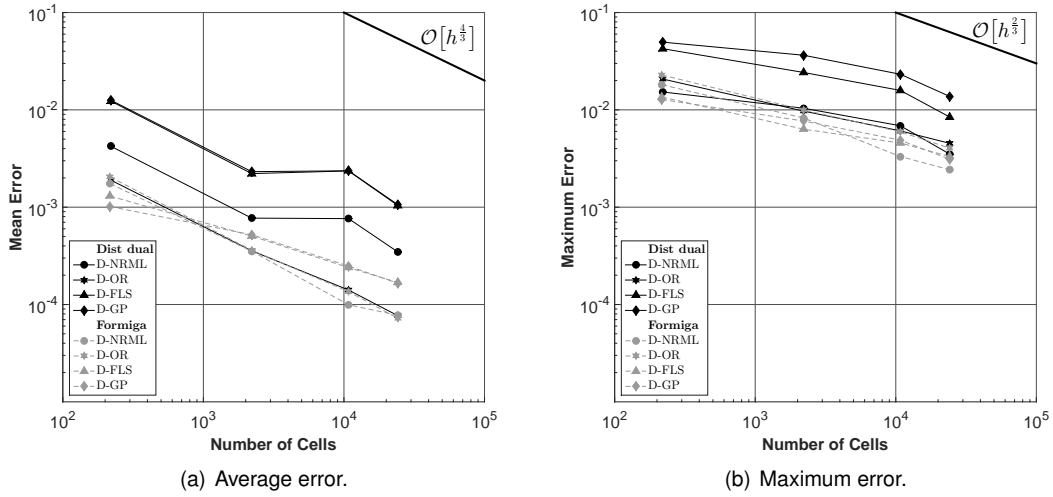 10^{-1}
10^{-2}
10^{-3}
10^{-4}
Mean Error
O[h^{4/3}]
Dist dual
D-NRML
D-OR
D-FLS
D-GP
Formiga
D-NRML
D-OR
D-FLS
D-GP
10^2 10^3 10^4 10^5
Number of Cells
(a) Average error.
10^{-1}
10^{-2}
10^{-3}
10^{-4}
Maximum Error
O[h^{2/3}]
Dist dual
D-NRML
D-OR
D-FLS
D-GP
Formiga
D-NRML
D-OR
D-FLS
D-GP
10^2 10^3 10^4 10^5
Number of Cells
(b) Maximum error.